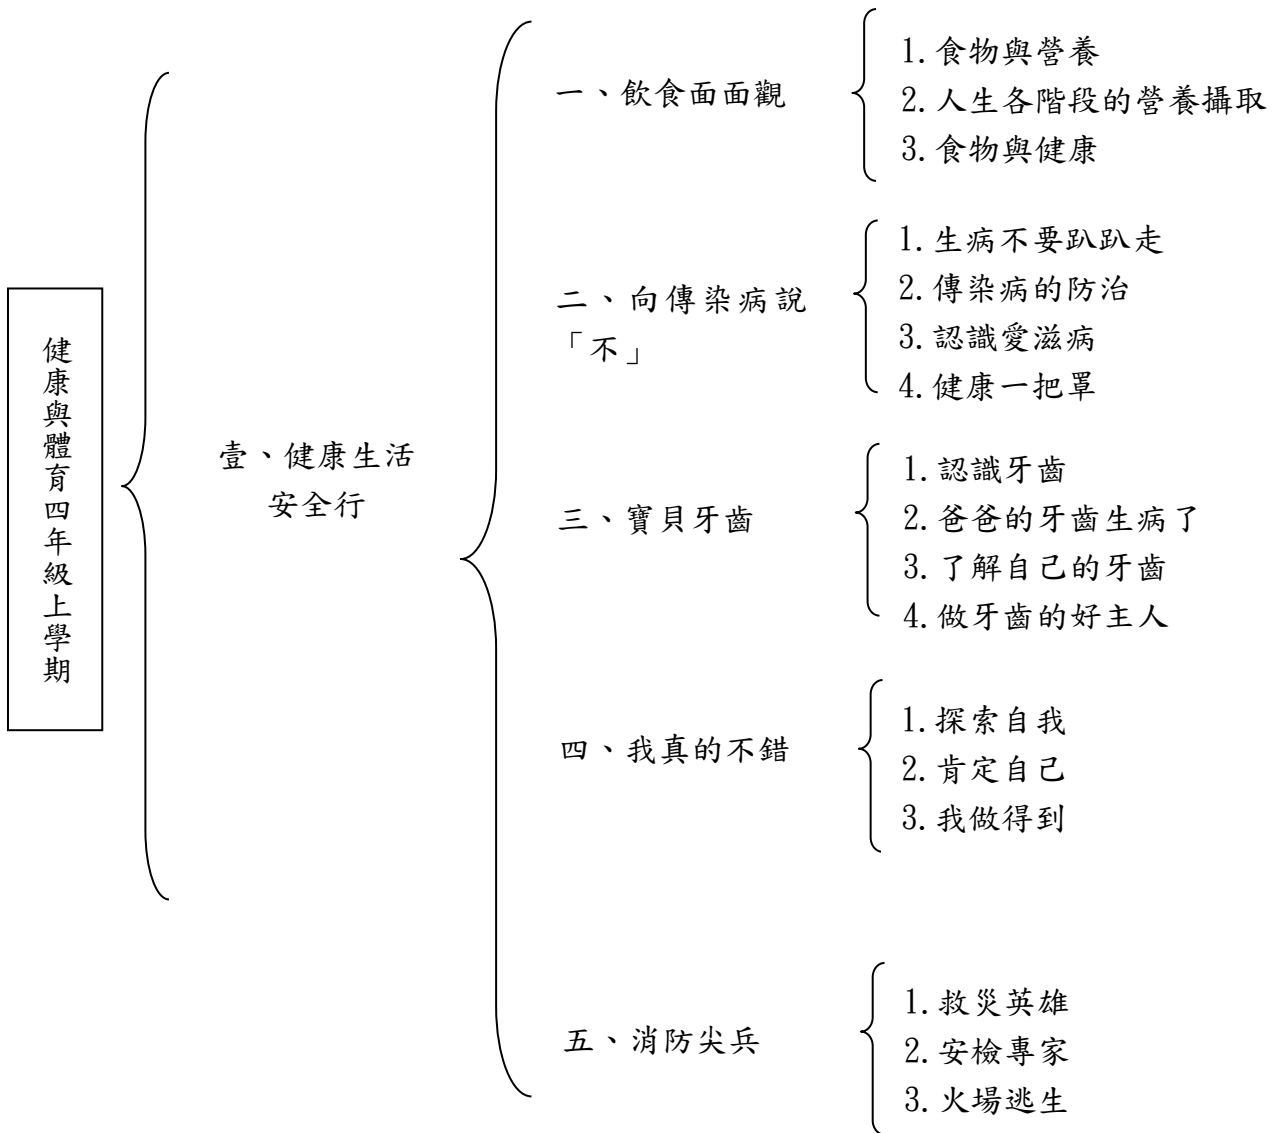 健康與體育四年級上學期
壹、健康生活
安全行
一、飲食面面觀
1.食物與營養
2.人生各階段的營養攝取
3.食物與健康
二、向傳染病說
「不」
1.生病不要趴趴走
2.傳染病的防治
3.認識愛滋病
4.健康一把罩
三、寶貝牙齒
1.認識牙齒
2.爸爸的牙齒生病了
3.了解自己的牙齒
4.做牙齒的好主人
四、我真的不錯
1.探索自我
2.肯定自己
3.我做得到
五、消防尖兵
1.救災英雄
2.安檢專家
3.火場逃生